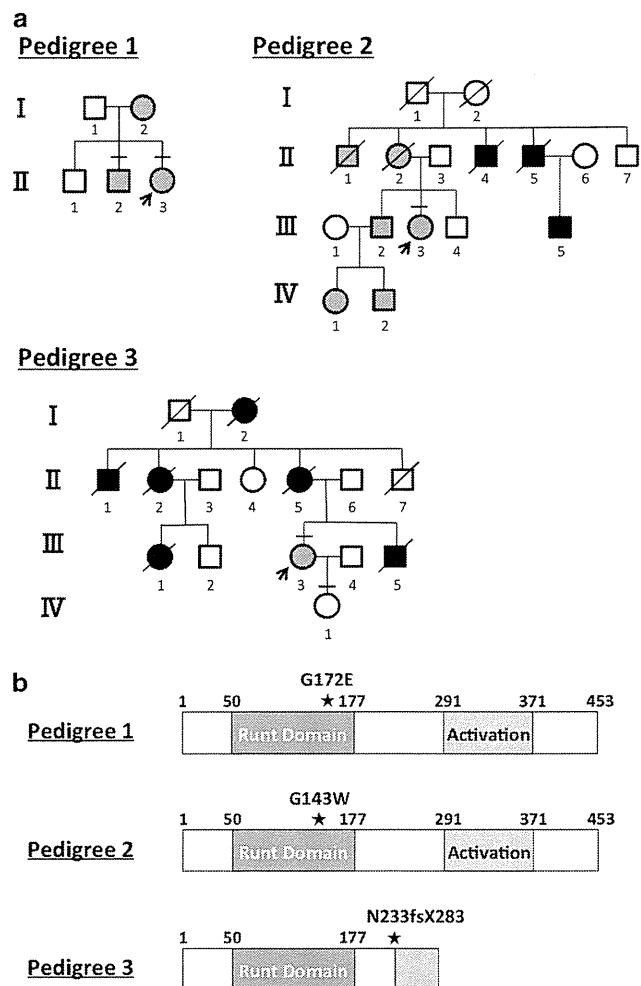 a
Pedigree 1
Pedigree 2
I
1 2
II
1 2 3
I
1 2
II
1 2 3 4 5 6 7
III
1 2 3 4 5
IV
1 2
Pedigree 3
I
1 2
II
1 2 3 4 5 6 7
III
1 2 3 4 5
IV
1
b
G172E
1 50 177 291 371 453
Pedigree 1 Runt Domain Activation
G143W
1 50 177 291 371 453
Pedigree 2 Runt Domain Activation
N233fsX283
1 50 177
Pedigree 3 Runt Domain